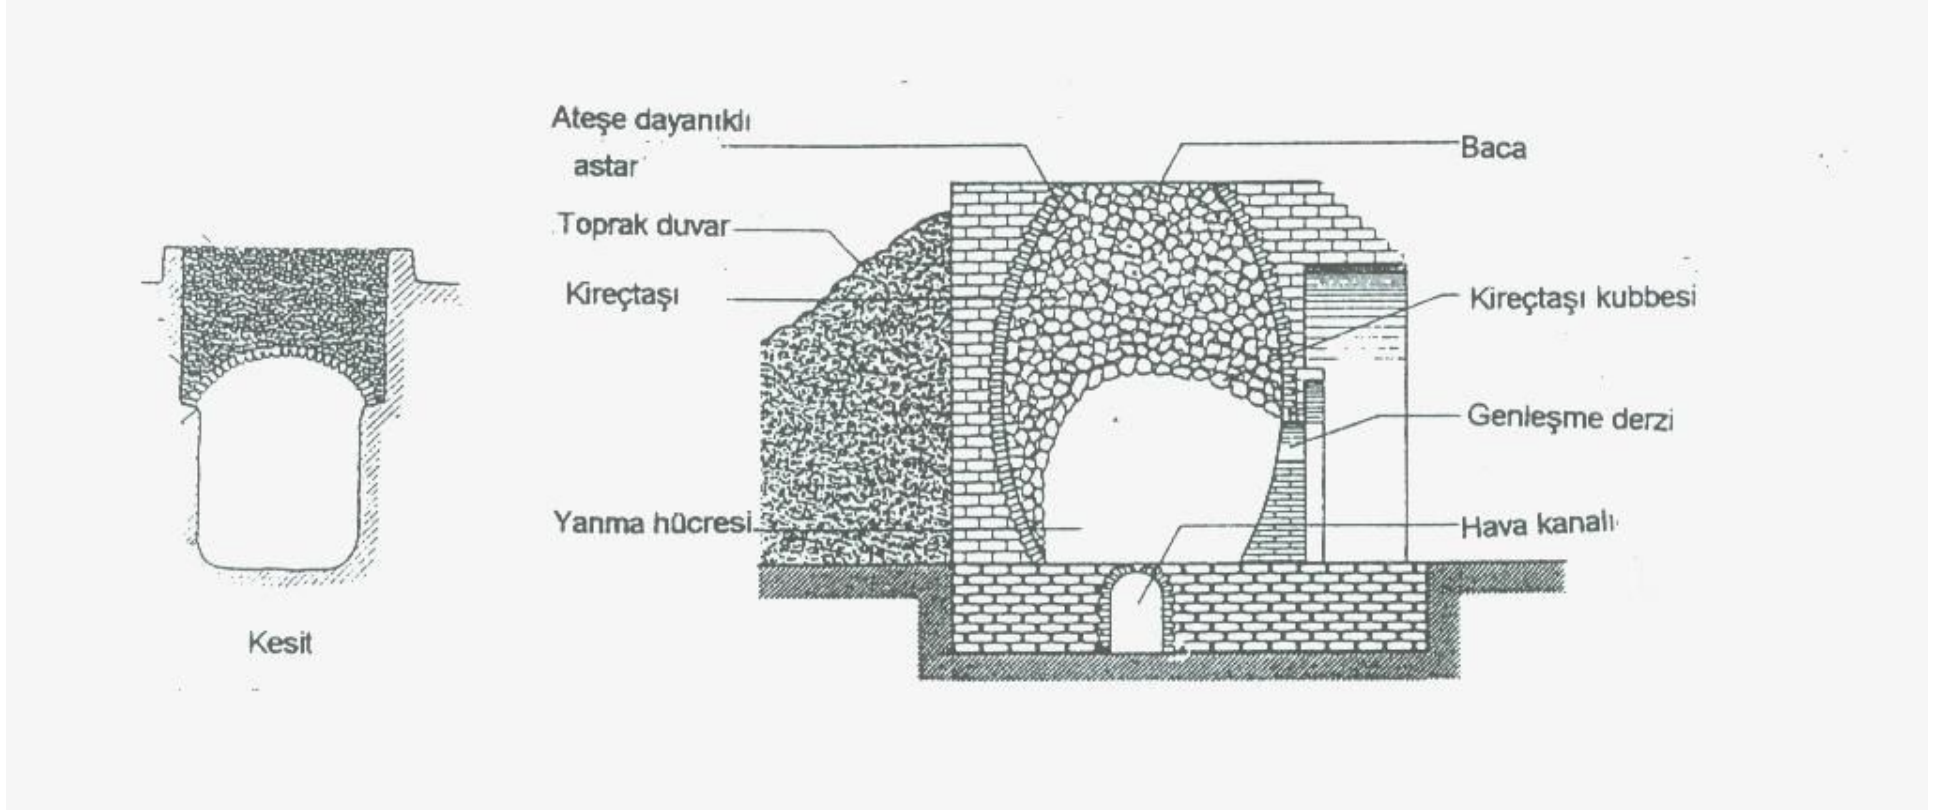 Ateşe dayanıklı
astar
Toprak duvar
Kireçtaşı
Yanma hücresi
Baca
Kireçtaşı kubbesi
Genleşme derzi
Hava kanalı
Kesit